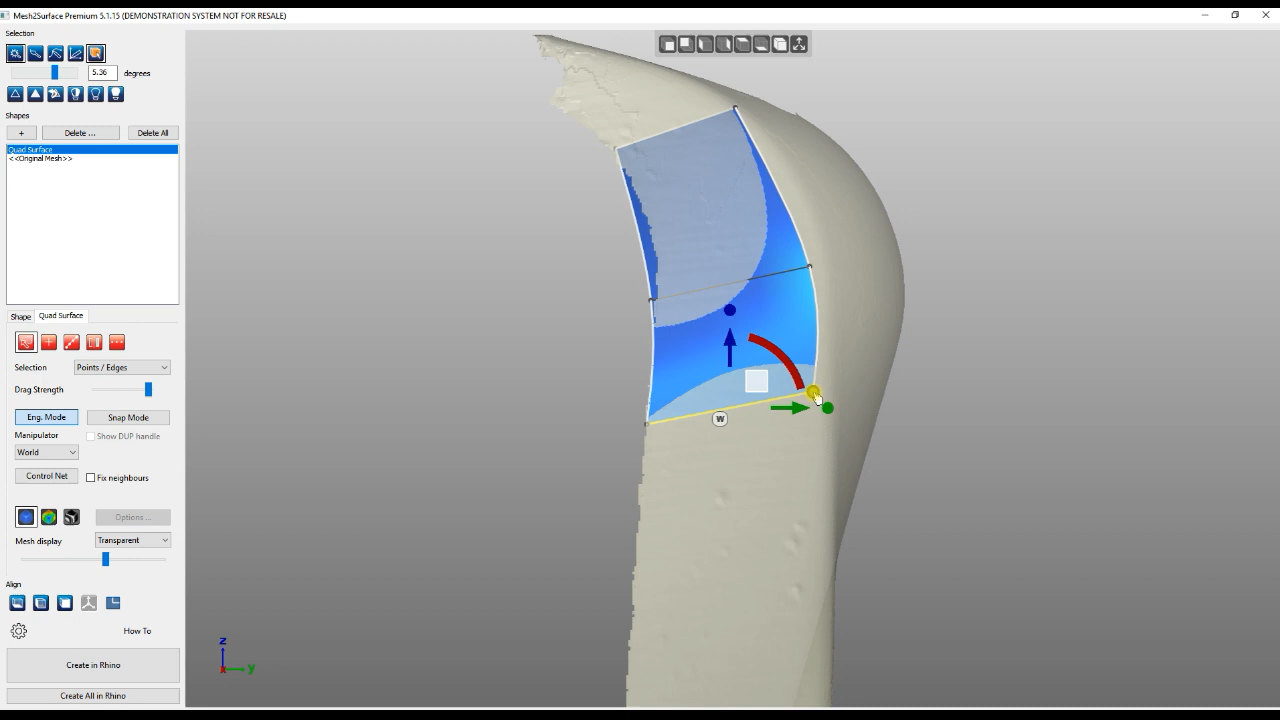 Mesh2Surface Premium 5.1.15 (DEMONSTRATION SYSTEM NOT FOR RESALE)
Selection
5.36 degrees
Shapes
+ Delete ... Delete All
Quad Surface
<<Original Mesh>>
Shape Quad Surface
Selection Points / Edges
Drag Strength
Eng. Mode Snap Mode
Manipulator Show DUP handle
World
Control Net Fix neighbours
Options ...
Mesh display Transparent
Align
How To
Create in Rhino
Create All in Rhino
W
z
x y